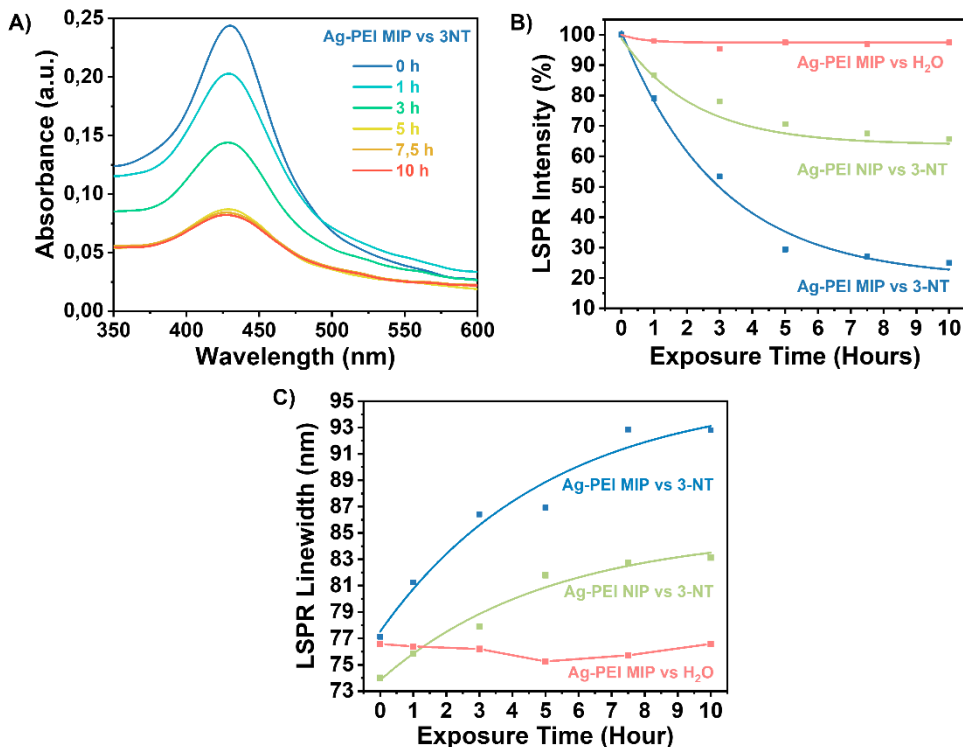 A)
Ag-PEI MIP vs 3NT
0 h
1 h
3 h
5 h
7,5 h
10 h
0,25
0,20
0,15
0,10
0,05
0,00
Absorbance (a.u.)
350 400 450 500 550 600
Wavelength (nm)
B)
100
90
80
70
60
50
40
30
20
10
LSPR Intensity (%)
Ag-PEI MIP vs H₂O
Ag-PEI NIP vs 3-NT
Ag-PEI MIP vs 3-NT
0 1 2 3 4 5 6 7 8 9 10
Exposure Time (Hours)
C)
95
93
91
89
87
85
83
81
79
77
75
73
LSPR Linewidth (nm)
Ag-PEI MIP vs 3-NT
Ag-PEI NIP vs 3-NT
Ag-PEI MIP vs H₂O
0 1 2 3 4 5 6 7 8 9 10
Exposure Time (Hour)